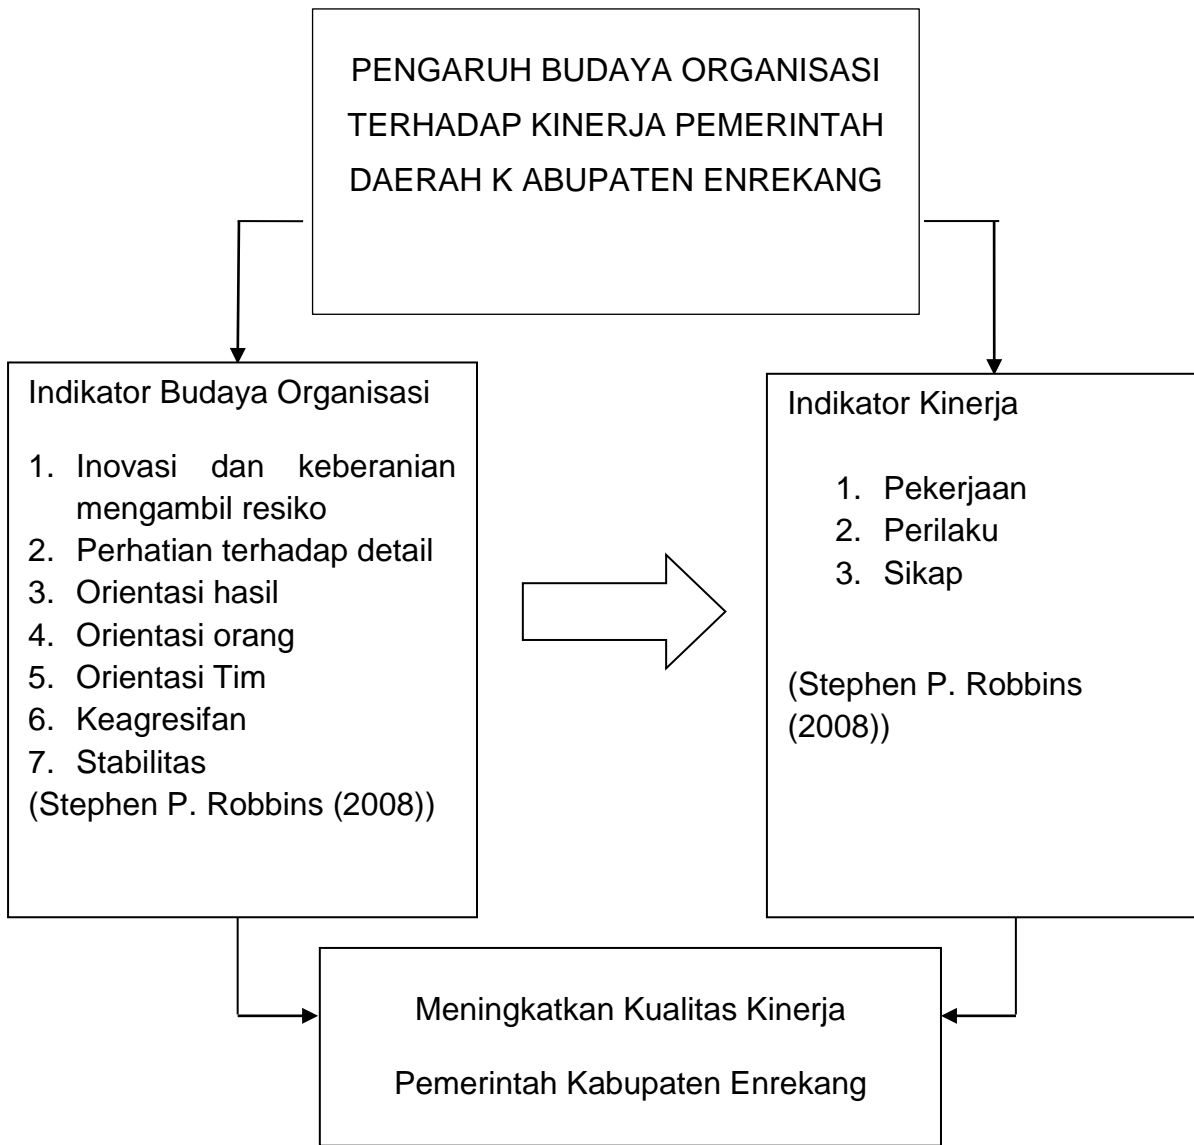 PENGARUH BUDAYA ORGANISASI
TERHADAP KINERJA PEMERINTAH
DAERAH K ABUPATEN ENREKANG
Indikator Budaya Organisasi
1. Inovasi dan keberanian
mengambil resiko
2. Perhatian terhadap detail
3. Orientasi hasil
4. Orientasi orang
5. Orientasi Tim
6. Keagresifan
7. Stabilitas
(Stephen P. Robbins (2008))
Indikator Kinerja
1. Pekerjaan
2. Perilaku
3. Sikap
(Stephen P. Robbins
(2008))
Meningkatkan Kualitas Kinerja
Pemerintah Kabupaten Enrekang